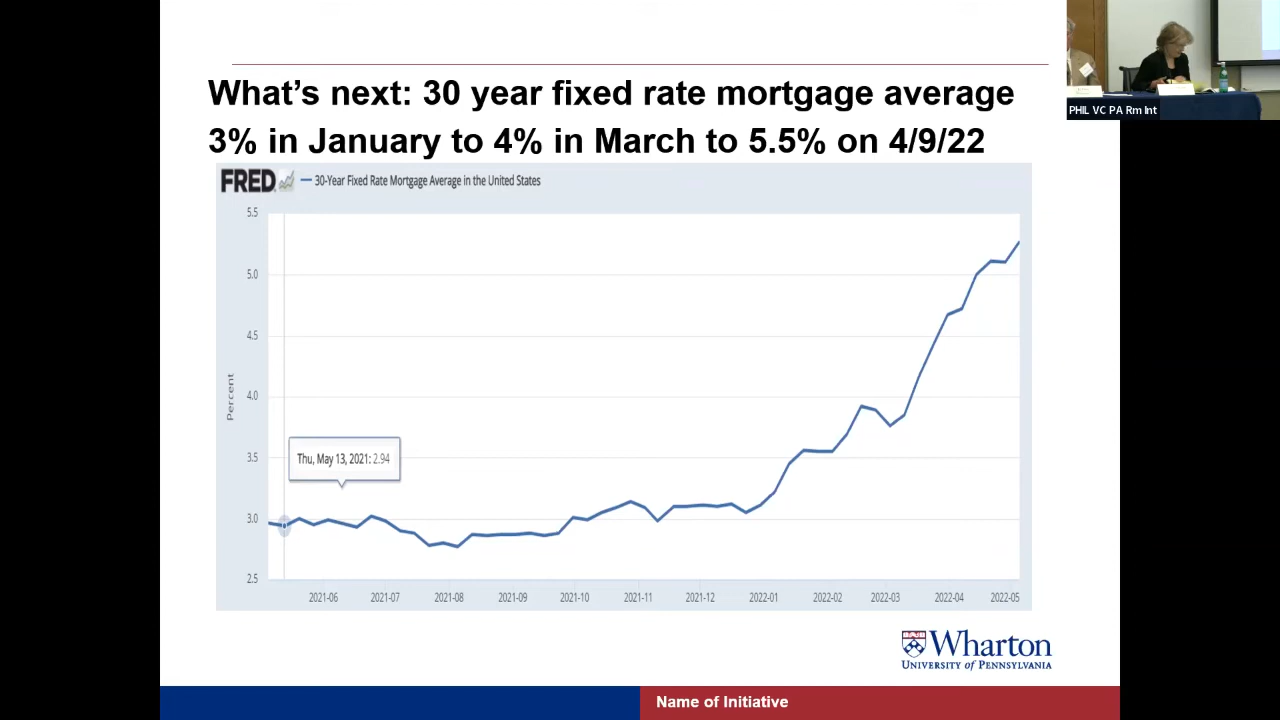 What's next: 30 year fixed rate mortgage average
3% in January to 4% in March to 5.5% on 4/9/22
PHIL VC PA Rm Int
FRED
30-Year Fixed Rate Mortgage Average in the United States
5.5
5.0
4.5
4.0
3.5
3.0
2.5
Percent
Thu, May 13, 2021: 2.94
2021-06 2021-07 2021-08 2021-09 2021-10 2021-11 2021-12 2022-01 2022-02 2022-03 2022-04 2022-05
Wharton
UNIVERSITY of PENNSYLVANIA
Name of Initiative